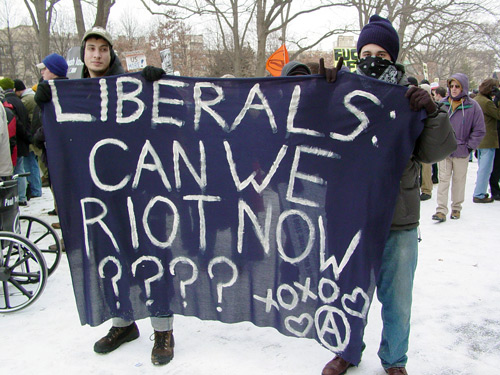 LIBERALS:
CAN WE
RIOT NOW
????
XOXO♡
♡Ⓐ